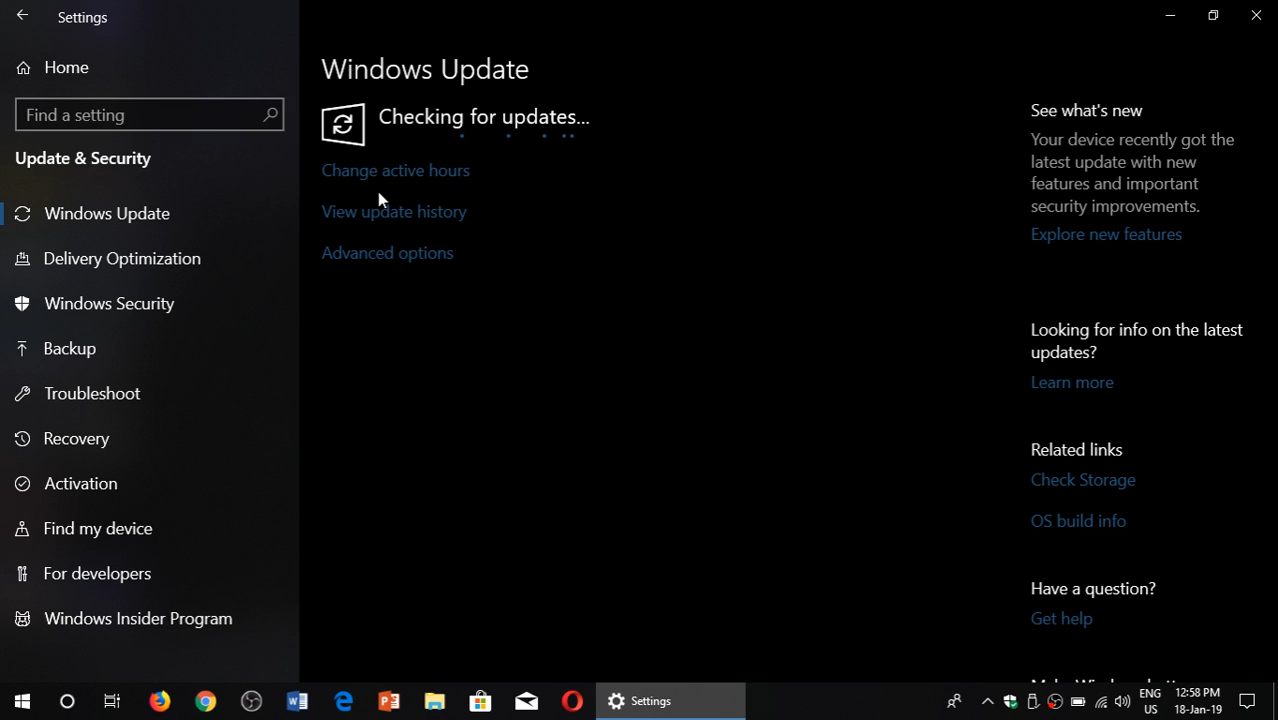 Settings
Home
Find a setting
Update & Security
Windows Update
Delivery Optimization
Windows Security
Backup
Troubleshoot
Recovery
Activation
Find my device
For developers
Windows Insider Program
Windows Update
Checking for updates...
Change active hours
View update history
Advanced options
See what's new
Your device recently got the
latest update with new
features and important
security improvements.
Explore new features
Looking for info on the latest
updates?
Learn more
Related links
Check Storage
OS build info
Have a question?
Get help
Settings
ENG
US
12:58 PM
18-Jan-19